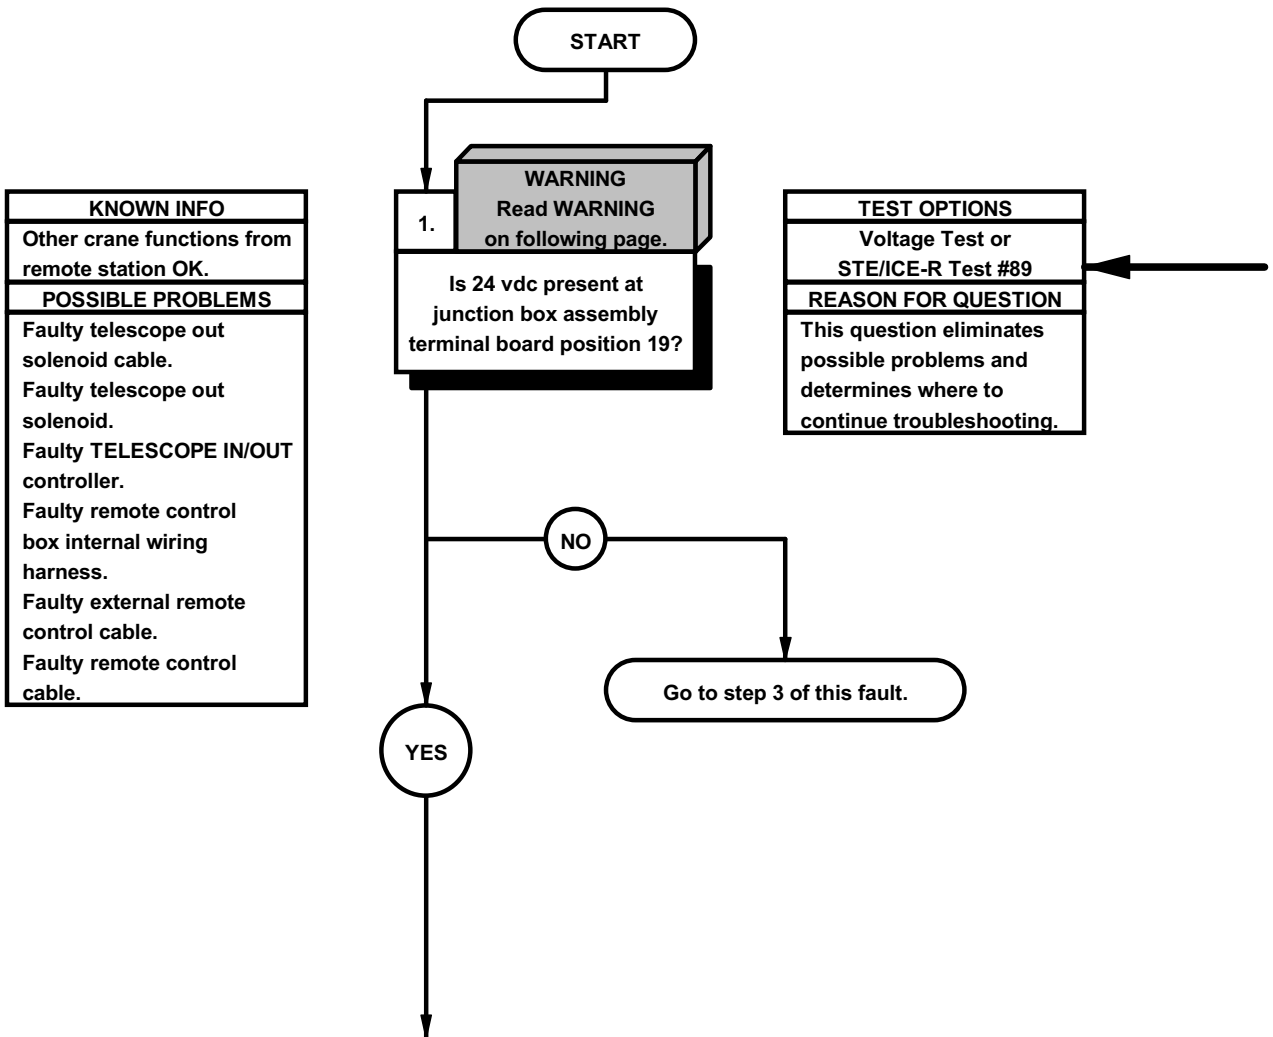 START
WARNING
Read WARNING
on following page.
1.
Is 24 vdc present at
junction box assembly
terminal board position 19?
KNOWN INFO
Other crane functions from
remote station OK.
POSSIBLE PROBLEMS
Faulty telescope out
solenoid cable.
Faulty telescope out
solenoid.
Faulty TELESCOPE IN/OUT
controller.
Faulty remote control
box internal wiring
harness.
Faulty external remote
control cable.
Faulty remote control
cable.
TEST OPTIONS
Voltage Test or
STE/ICE-R Test #89
REASON FOR QUESTION
This question eliminates
possible problems and
determines where to
continue troubleshooting.
NO
Go to step 3 of this fault.
YES